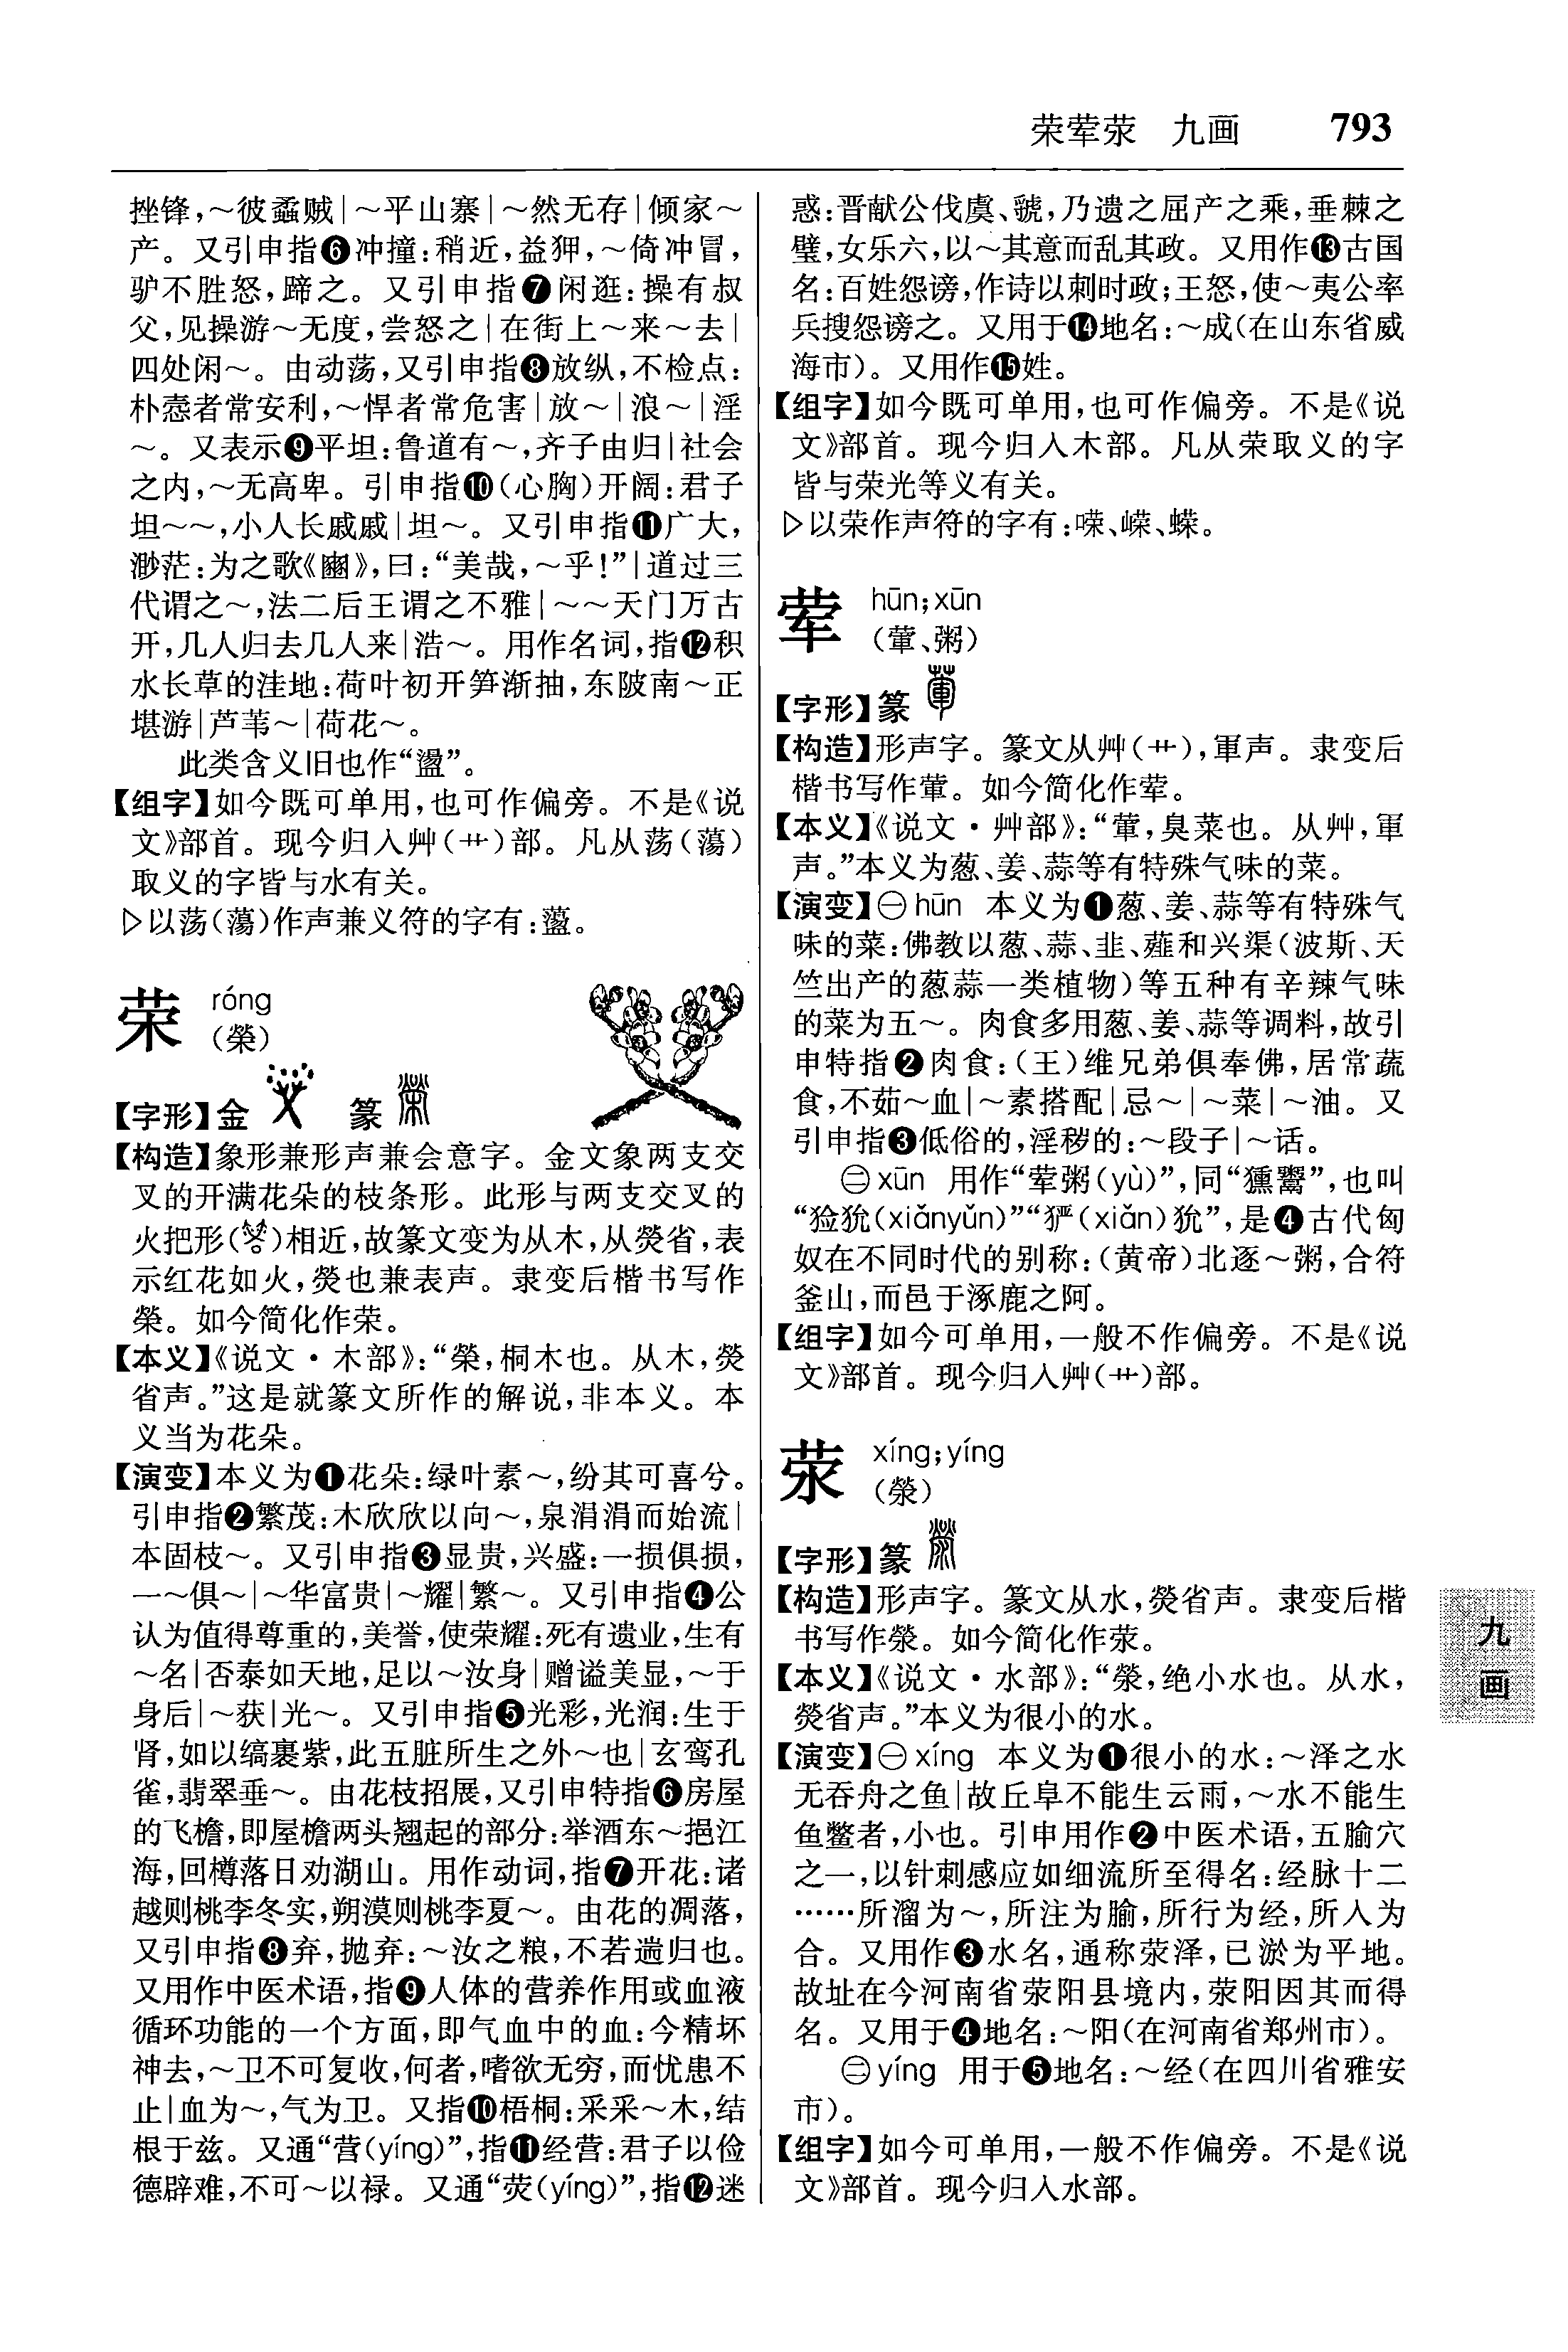 荣荤荥　九画　793
挫锋，～彼蟊贼｜～平山寨｜～然无存｜倾家～
产。又引申指❻冲撞：稍近，益狎，～倚冲冒，
驴不胜怒，蹄之。又引申指❼闲逛：操有叔
父，见操游～无度，尝怒之｜在街上～来～去｜
四处闲～。由动荡，又引申指❽放纵，不检点：
朴悫者常安利，～悍者常危害｜放～｜浪～｜淫
～。又表示❾平坦：鲁道有～，齐子由归｜社会
之内，～无高卑。引申指❿（心胸）开阔：君子
坦～～，小人长戚戚｜坦～。又引申指⓫广大，
渺茫：为之歌《豳》，曰：“美哉，～乎！”｜道过三
代谓之～，法二后王谓之不雅｜～～天门万古
开，几人归去几人来｜浩～。用作名词，指⓬积
水长草的洼地：荷叶初开笋渐抽，东陂南～正
堪游｜芦苇～｜荷花～。
此类含义旧也作“盪”。
【组字】如今既可单用，也可作偏旁。不是《说
文》部首。现今归入艸（艹）部。凡从荡（蕩）
取义的字皆与水有关。
▷以荡（蕩）作声兼义符的字有：蘯。
荣　róng
（榮）
【字形】金　篆
【构造】象形兼形声兼会意字。金文象两支交
叉的开满花朵的枝条形。此形与两支交叉的
火把形（）相近，故篆文变为从木，从熒省，表
示红花如火，熒也兼表声。隶变后楷书写作
榮。如今简化作荣。
【本义】《说文·木部》：“榮，桐木也。从木，熒
省声。”这是就篆文所作的解说，非本义。本
义当为花朵。
【演变】本义为❶花朵：绿叶素～，纷其可喜兮。
引申指❷繁茂：木欣欣以向～，泉涓涓而始流｜
本固枝～。又引申指❸显贵，兴盛：一损俱损，
一～俱～｜～华富贵｜～耀｜繁～。又引申指❹公
认为值得尊重的，美誉，使荣耀：死有遗业，生有
～名｜否泰如天地，足以～汝身｜赠谥美显，～于
身后｜～获｜光～。又引申指❺光彩，光润：生于
肾，如以缟裹紫，此五脏所生之外～也｜玄鸾孔
雀，翡翠垂～。由花枝招展，又引申特指❻房屋
的飞檐，即屋檐两头翘起的部分：举酒东～挹江
海，回樽落日劝湖山。用作动词，指❼开花：诸
越则桃李冬实，朔漠则桃李夏～。由花的凋落，
又引申指❽弃，抛弃：～汝之粮，不若遄归也。
又用作中医术语，指❾人体的营养作用或血液
循环功能的一个方面，即气血中的血：今精坏
神去，～卫不可复收，何者，嗜欲无穷，而忧患不
止｜血为～，气为卫。又指❿梧桐：采采～木，结
根于兹。又通“营（yíng）”，指⓫经营：君子以俭
德辟难，不可～以禄。又通“荧（yíng）”，指⓬迷
惑：晋献公伐虞、虢，乃遗之屈产之乘，垂棘之
璧，女乐六，以～其意而乱其政。又用作⓭古国
名：百姓怨谤，作诗以刺时政；王怒，使～夷公率
兵搜怨谤之。又用于⓮地名：～成（在山东省威
海市）。又用作⓯姓。
【组字】如今既可单用，也可作偏旁。不是《说
文》部首。现今归入木部。凡从荣取义的字
皆与荣光等义有关。
▷以荣作声符的字有：嵘、蝾。
荤　hūn；xūn
（葷、粥）
【字形】篆
【构造】形声字。篆文从艸（艹），軍声。隶变后
楷书写作葷。如今简化作荤。
【本义】《说文·艸部》：“葷，臭菜也。从艸，軍
声。”本义为葱、姜、蒜等有特殊气味的菜。
【演变】㊀hūn　本义为❶葱、姜、蒜等有特殊气
味的菜：佛教以葱、蒜、韭、薤和兴渠（波斯、天
竺出产的葱蒜一类植物）等五种有辛辣气味
的菜为五～。肉食多用葱、姜、蒜等调料，故引
申特指❷肉食：（王）维兄弟俱奉佛，居常蔬
食，不茹～血｜～素搭配｜忌～｜～菜｜～油。又
引申指❸低俗的，淫秽的：～段子｜～话。
㊁xūn　用作“荤粥（yù）”，同“獯鬻”，也叫
“猃狁（xiǎnyǔn）”“𤞤（xiǎn）狁”，是❹古代匈
奴在不同时代的别称：（黄帝）北逐～粥，合符
釜山，而邑于涿鹿之阿。
【组字】如今可单用，一般不作偏旁。不是《说
文》部首。现今归入艸（艹）部。
荥　xíng；yíng
（滎）
【字形】篆
【构造】形声字。篆文从水，熒省声。隶变后楷
书写作滎。如今简化作荥。
【本义】《说文·水部》：“滎，绝小水也。从水，
熒省声。”本义为很小的水。
【演变】㊀xíng　本义为❶很小的水：～泽之水
无吞舟之鱼｜故丘阜不能生云雨，～水不能生
鱼鳖者，小也。引申用作❷中医术语，五腧穴
之一，以针刺感应如细流所至得名：经脉十二
……所溜为～，所注为腧，所行为经，所入为
合。又用作❸水名，通称荥泽，已淤为平地。
故址在今河南省荥阳县境内，荥阳因其而得
名。又用于❹地名：～阳（在河南省郑州市）。
㊁yíng　用于❺地名：～经（在四川省雅安
市）。
【组字】如今可单用，一般不作偏旁。不是《说
文》部首。现今归入水部。
九画